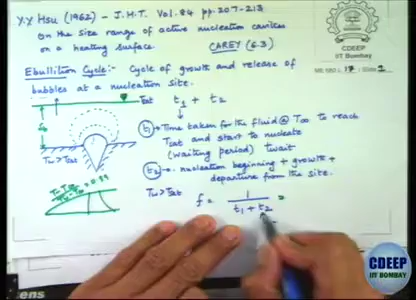 Y.Y Hsu (1962) - J.H.T. Vol. 84 pp. 207-213
on the size range of active nucleation cavities
on a heating surface. CAREY (6.3)
CDEEP
IIT Bombay
Ebullition Cycle:- Cycle of growth and release of
bubbles at a nucleation site.
Tsat t1 + t2
t1 → Time taken for the fluid @ T∞ to reach
Tsat and start to nucleate
(waiting period) twait
Tw > Tsat
t2 → nucleation beginning + growth +
departure from the site.
Tw > Tsat f = 1 / (t1 + t2) =
CDEEP
IIT Bombay